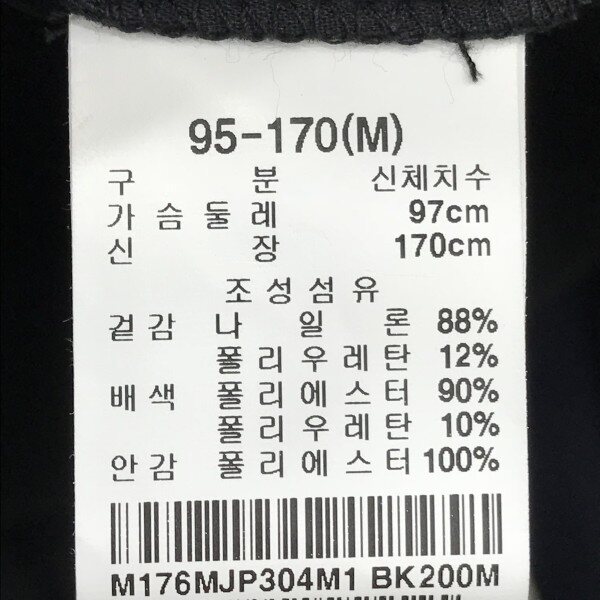 95-170(M)
구 분 신체치수
가슴둘레 97cm
신 장 170cm
조성섬유
겉감 나 일 론 88%
폴리우레탄 12%
배색 폴리에스터 90%
폴리우레탄 10%
안감 폴리에스터 100%
M176MJP304M1 BK200M